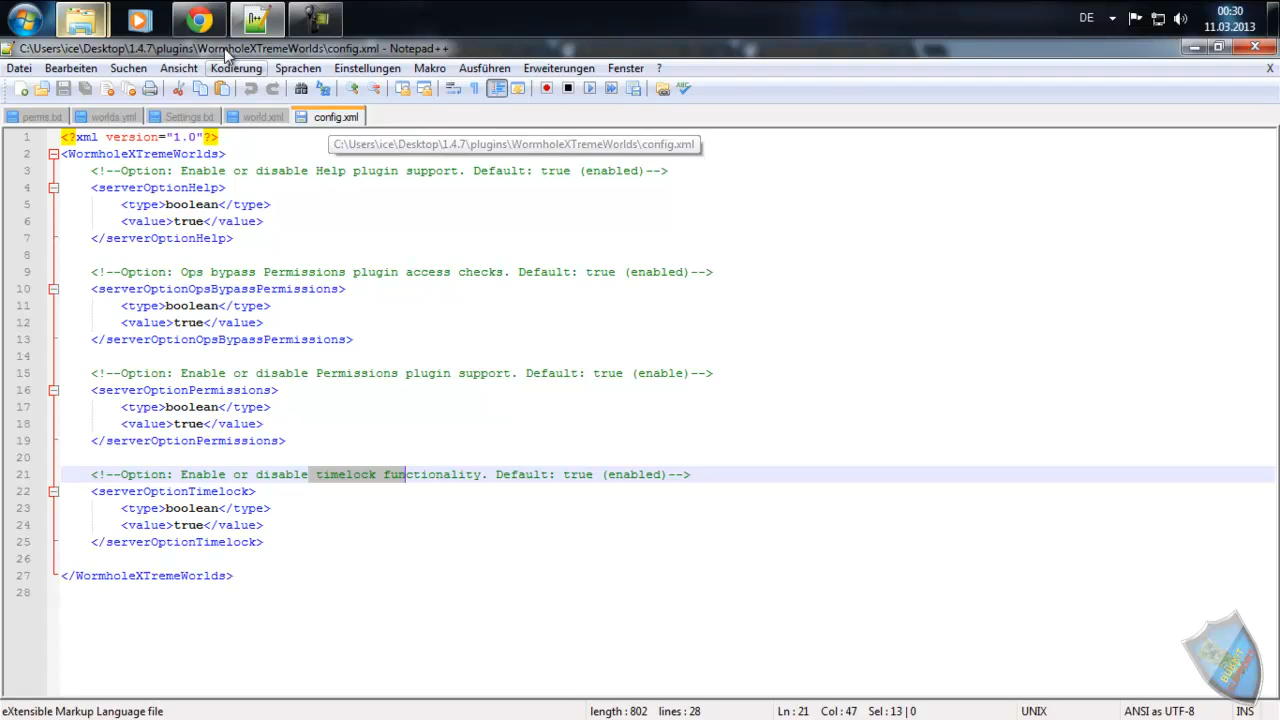 DE
00:30
11.03.2013
C:\Users\ice\Desktop\1.4.7\plugins\WormholeXTremeWorlds\config.xml - Notepad++
Datei Bearbeiten Suchen Ansicht Kodierung Sprachen Einstellungen Makro Ausführen Erweiterungen Fenster ? X
perms.txt worlds.yml Settings.txt world.xml config.xml
C:\Users\ice\Desktop\1.4.7\plugins\WormholeXTremeWorlds\config.xml
1 <?xml version="1.0"?>
2 <WormholeXTremeWorlds>
3 <!--Option: Enable or disable Help plugin support. Default: true (enabled)-->
4 <serverOptionHelp>
5 <type>boolean</type>
6 <value>true</value>
7 </serverOptionHelp>
8
9 <!--Option: Ops bypass Permissions plugin access checks. Default: true (enabled)-->
10 <serverOptionOpsBypassPermissions>
11 <type>boolean</type>
12 <value>true</value>
13 </serverOptionOpsBypassPermissions>
14
15 <!--Option: Enable or disable Permissions plugin support. Default: true (enable)-->
16 <serverOptionPermissions>
17 <type>boolean</type>
18 <value>true</value>
19 </serverOptionPermissions>
20
21 <!--Option: Enable or disable timelock functionality. Default: true (enabled)-->
22 <serverOptionTimelock>
23 <type>boolean</type>
24 <value>true</value>
25 </serverOptionTimelock>
26
27 </WormholeXTremeWorlds>
28
eXtensible Markup Language file length : 802 lines : 28 Ln : 21 Col : 47 Sel : 13 | 0 UNIX ANSI as UTF-8 INS